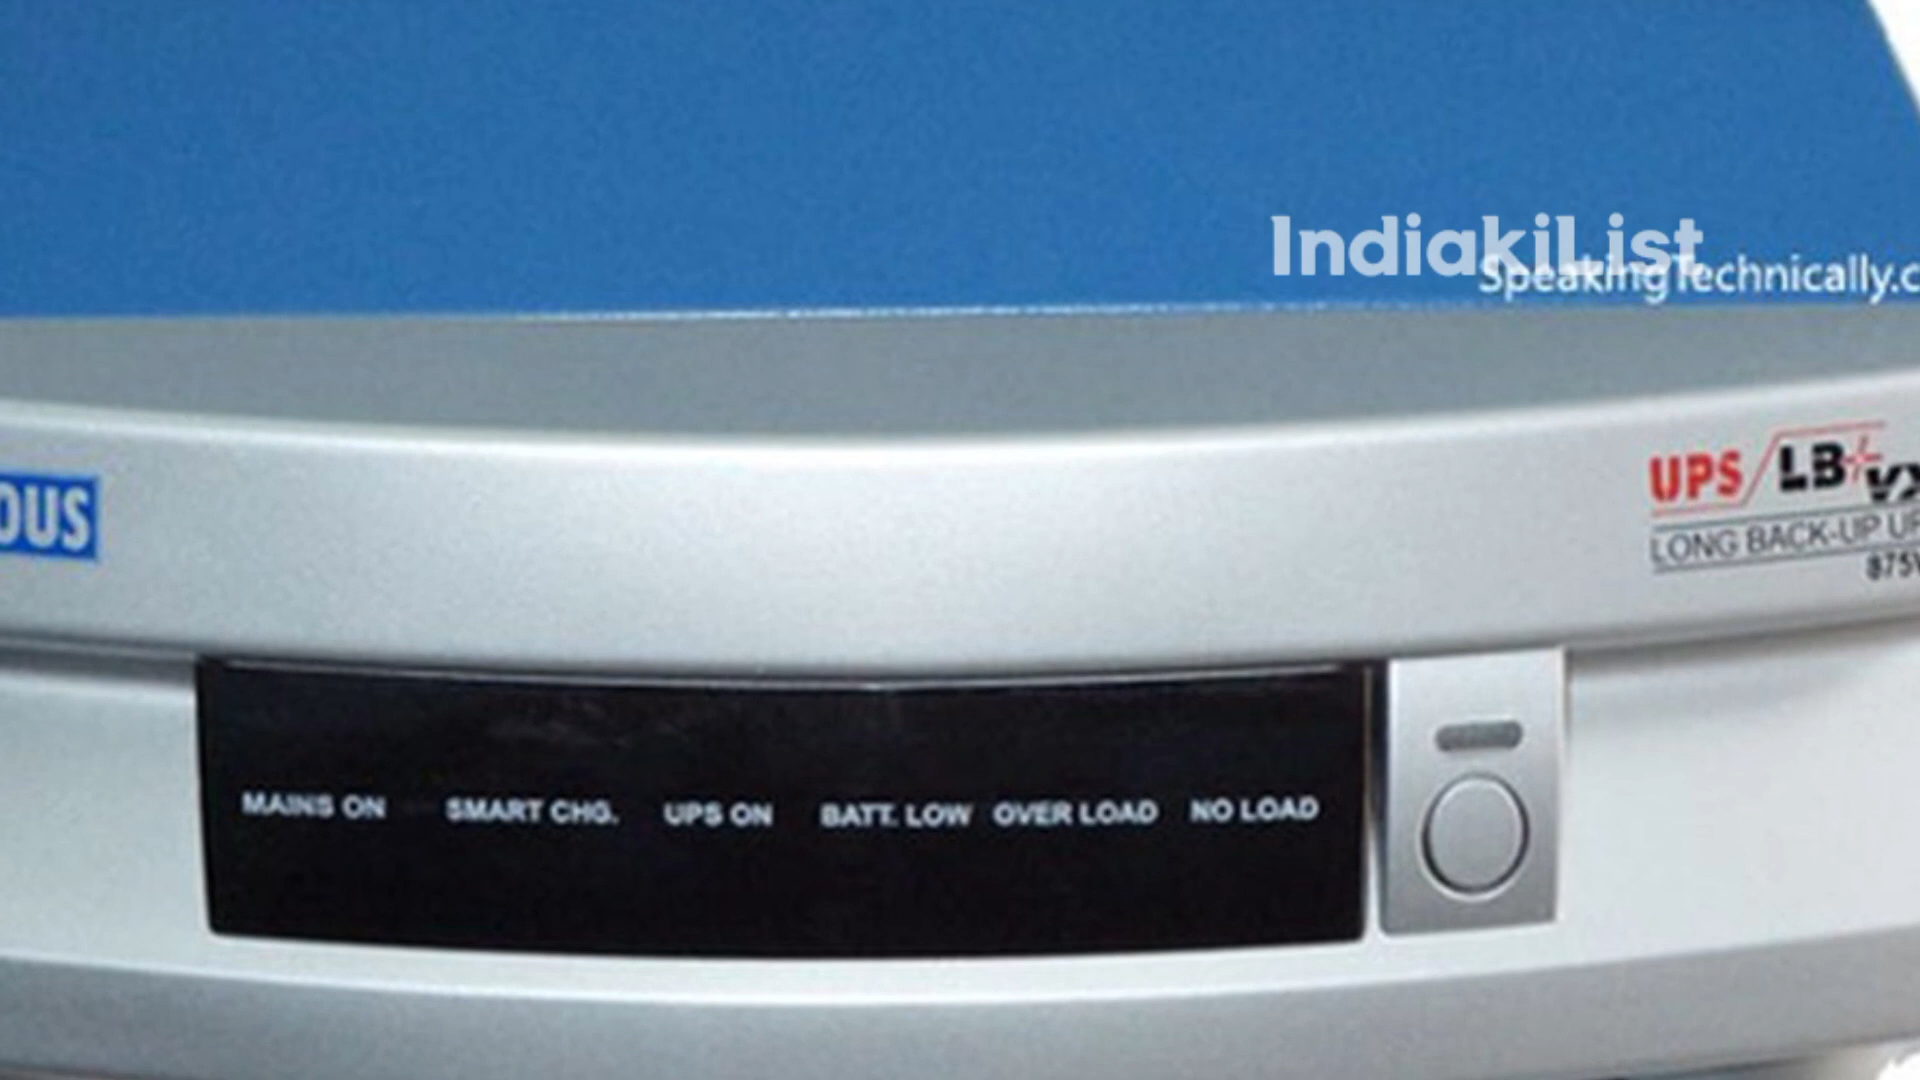 IndiakiList
SpeakingTechnically.c
OUS
UPS LB+ VX
LONG BACK-UP UP
875V
MAINS ON SMART CHG. UPS ON BATT. LOW OVER LOAD NO LOAD